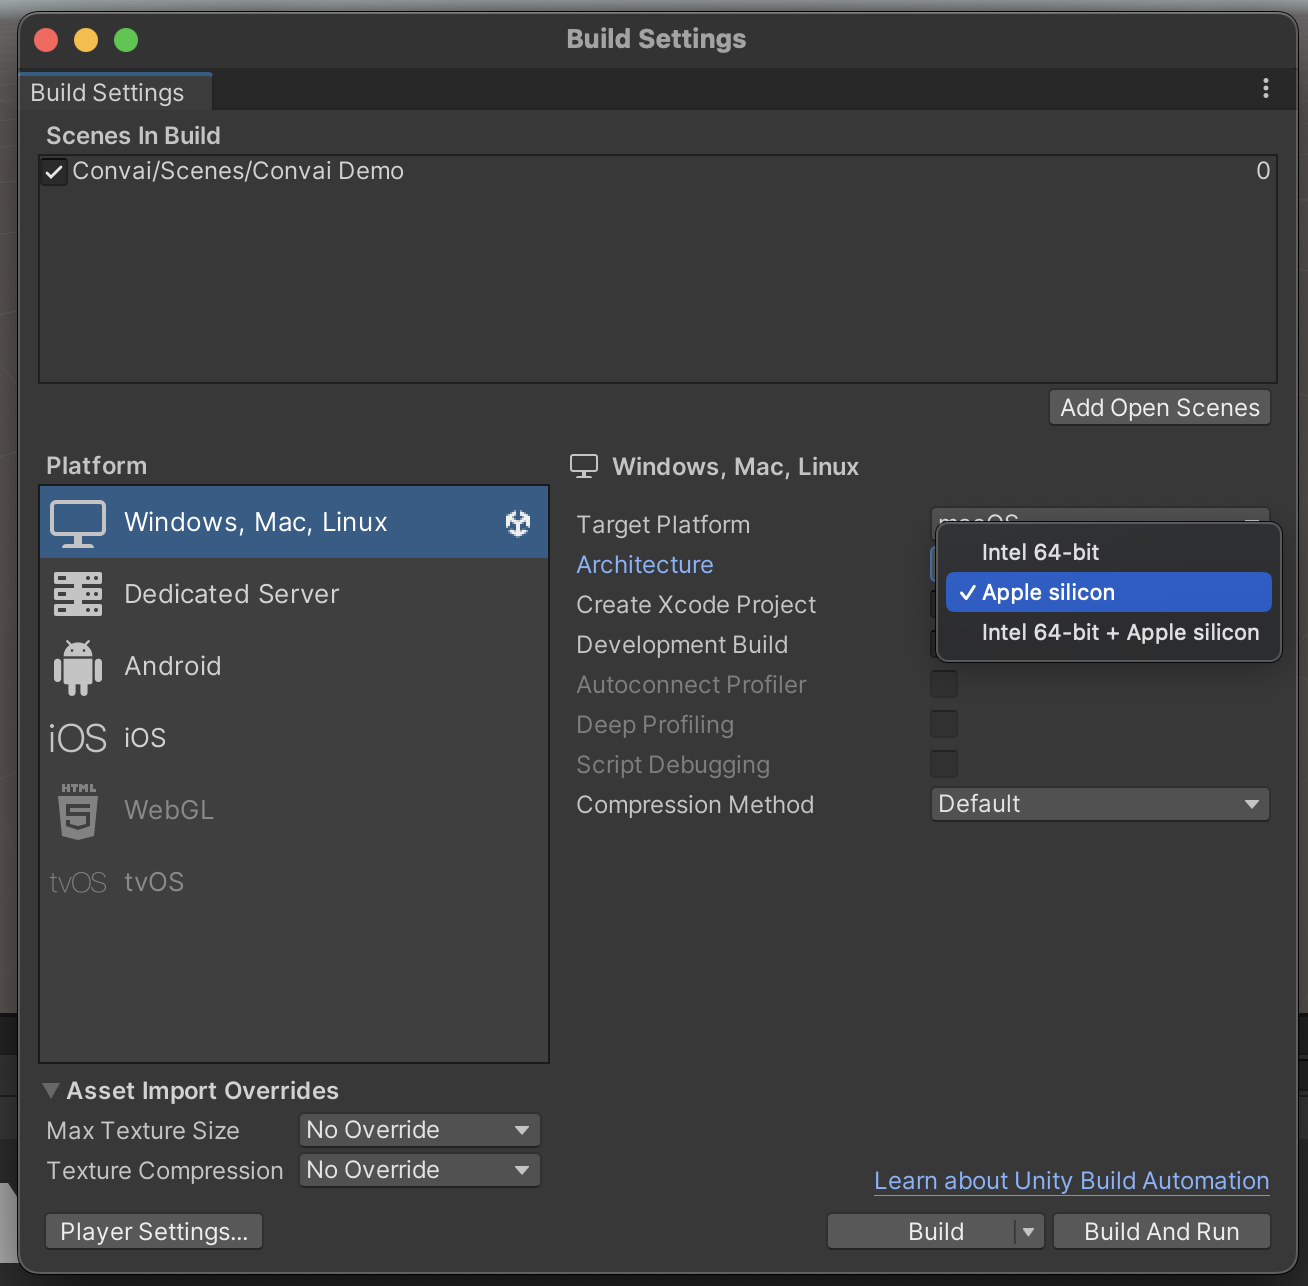 Build Settings
Build Settings
Scenes In Build
Convai/Scenes/Convai Demo 0
Add Open Scenes
Platform
Windows, Mac, Linux
Dedicated Server
Android
iOS iOS
HTML 5 WebGL
tvOS tvOS
Windows, Mac, Linux
Target Platform macOS
Architecture
Intel 64-bit
Apple silicon
Intel 64-bit + Apple silicon
Create Xcode Project
Development Build
Autoconnect Profiler
Deep Profiling
Script Debugging
Compression Method Default
Asset Import Overrides
Max Texture Size No Override
Texture Compression No Override
Learn about Unity Build Automation
Player Settings...
Build
Build And Run